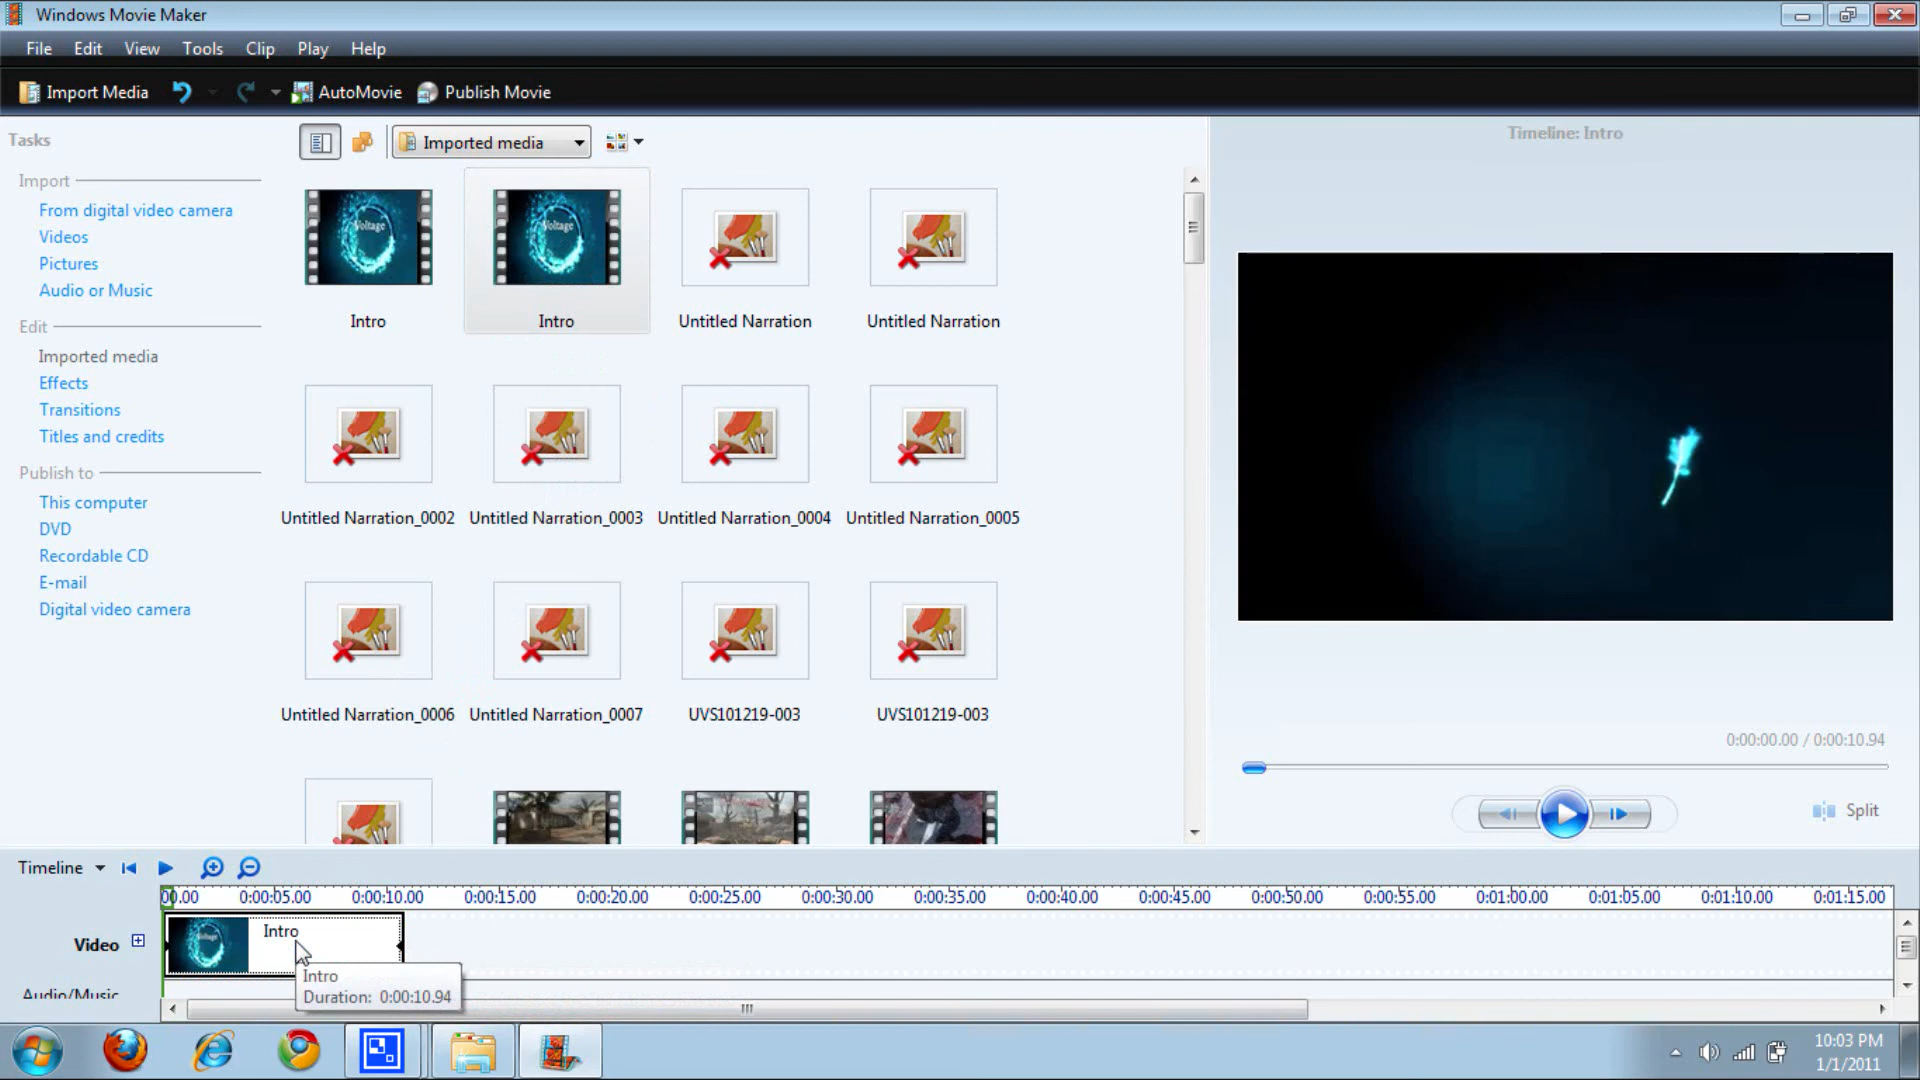 Windows Movie Maker
File Edit View Tools Clip Play Help
Import Media AutoMovie Publish Movie
Tasks
Import
From digital video camera
Videos
Pictures
Audio or Music
Edit
Imported media
Effects
Transitions
Titles and credits
Publish to
This computer
DVD
Recordable CD
E-mail
Digital video camera
Imported media
Voltage Voltage
Intro Intro Untitled Narration Untitled Narration
Untitled Narration_0002 Untitled Narration_0003 Untitled Narration_0004 Untitled Narration_0005
Untitled Narration_0006 Untitled Narration_0007 UVS101219-003 UVS101219-003
Timeline: Intro
0:00:00.00 / 0:00:10.94
Split
Timeline
00.00 0:00:05.00 0:00:10.00 0:00:15.00 0:00:20.00 0:00:25.00 0:00:30.00 0:00:35.00 0:00:40.00 0:00:45.00 0:00:50.00 0:00:55.00 0:01:00.00 0:01:05.00 0:01:10.00 0:01:15.00
Video Voltage Intro
Intro
Duration: 0:00:10.94
Audio/Music
10:03 PM
1/1/2011